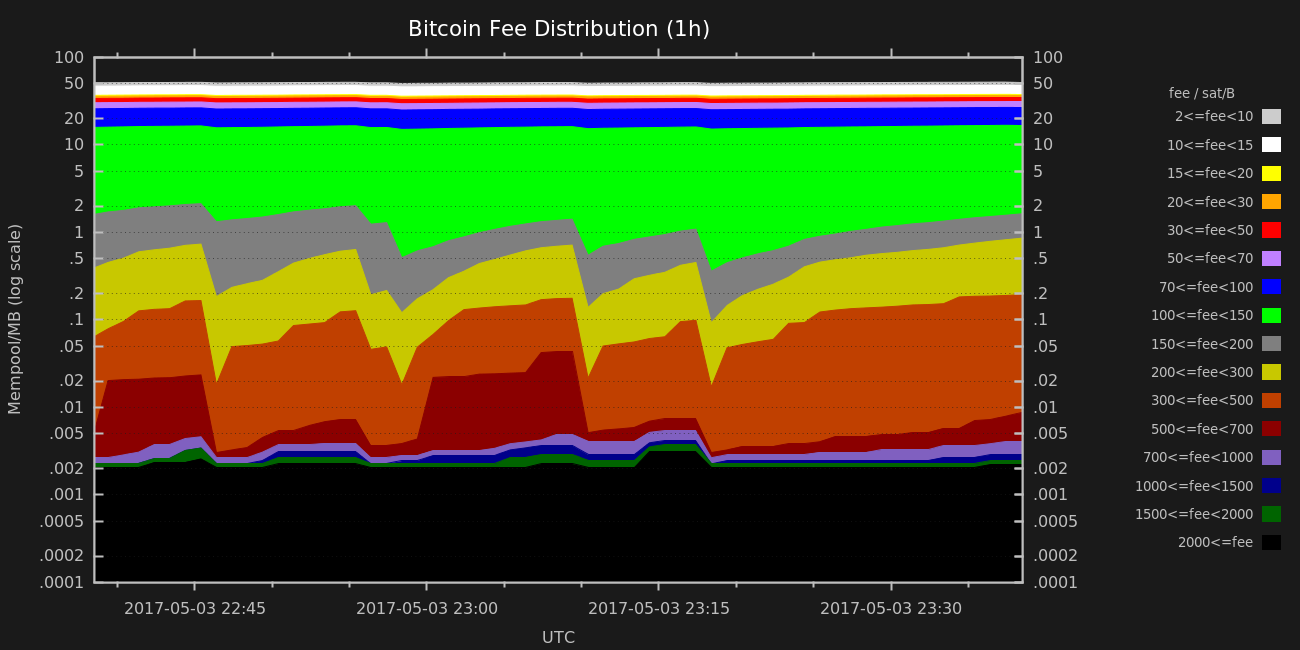 Bitcoin Fee Distribution (1h)
Mempool/MB (log scale)
100
50
20
10
5
2
1
.5
.2
.1
.05
.02
.01
.005
.002
.001
.0005
.0002
.0001
100
50
20
10
5
2
1
.5
.2
.1
.05
.02
.01
.005
.002
.001
.0005
.0002
.0001
2017-05-03 22:45
2017-05-03 23:00
2017-05-03 23:15
2017-05-03 23:30
UTC
fee / sat/B
2<=fee<10
10<=fee<15
15<=fee<20
20<=fee<30
30<=fee<50
50<=fee<70
70<=fee<100
100<=fee<150
150<=fee<200
200<=fee<300
300<=fee<500
500<=fee<700
700<=fee<1000
1000<=fee<1500
1500<=fee<2000
2000<=fee